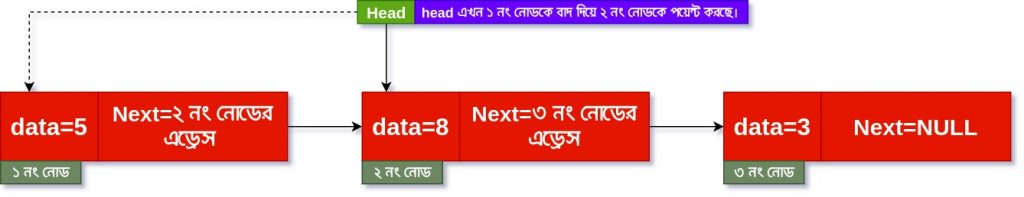 Head head এখন ১ নং নোডকে বাদ দিয়ে ২ নং নোডকে পয়েন্ট করছে।
data=5
Next=২ নং নোডের
এড্রেস
১ নং নোড
data=8
Next=৩ নং নোডের
এড্রেস
২ নং নোড
data=3
Next=NULL
৩ নং নোড